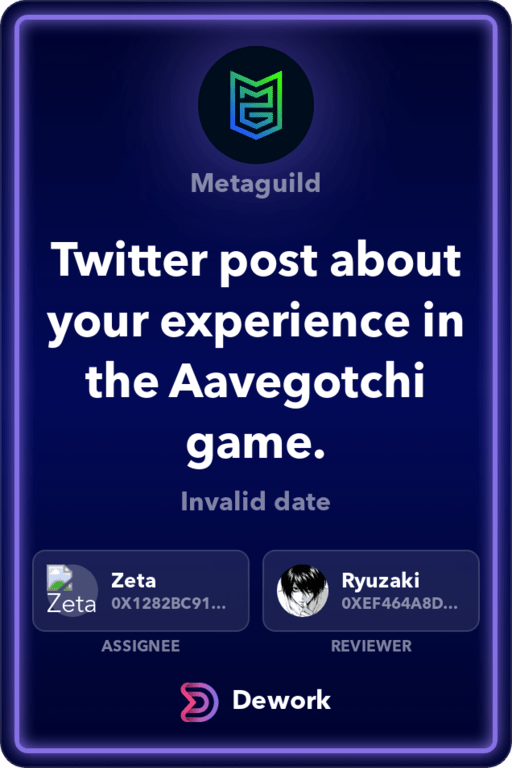 Metaguild
Twitter post about
your experience in
the Aavegotchi
game.
Invalid date
Zeta
Zeta
0X1282BC91...
Ryuzaki
0XEF464A8D...
ASSIGNEE
REVIEWER
Dework